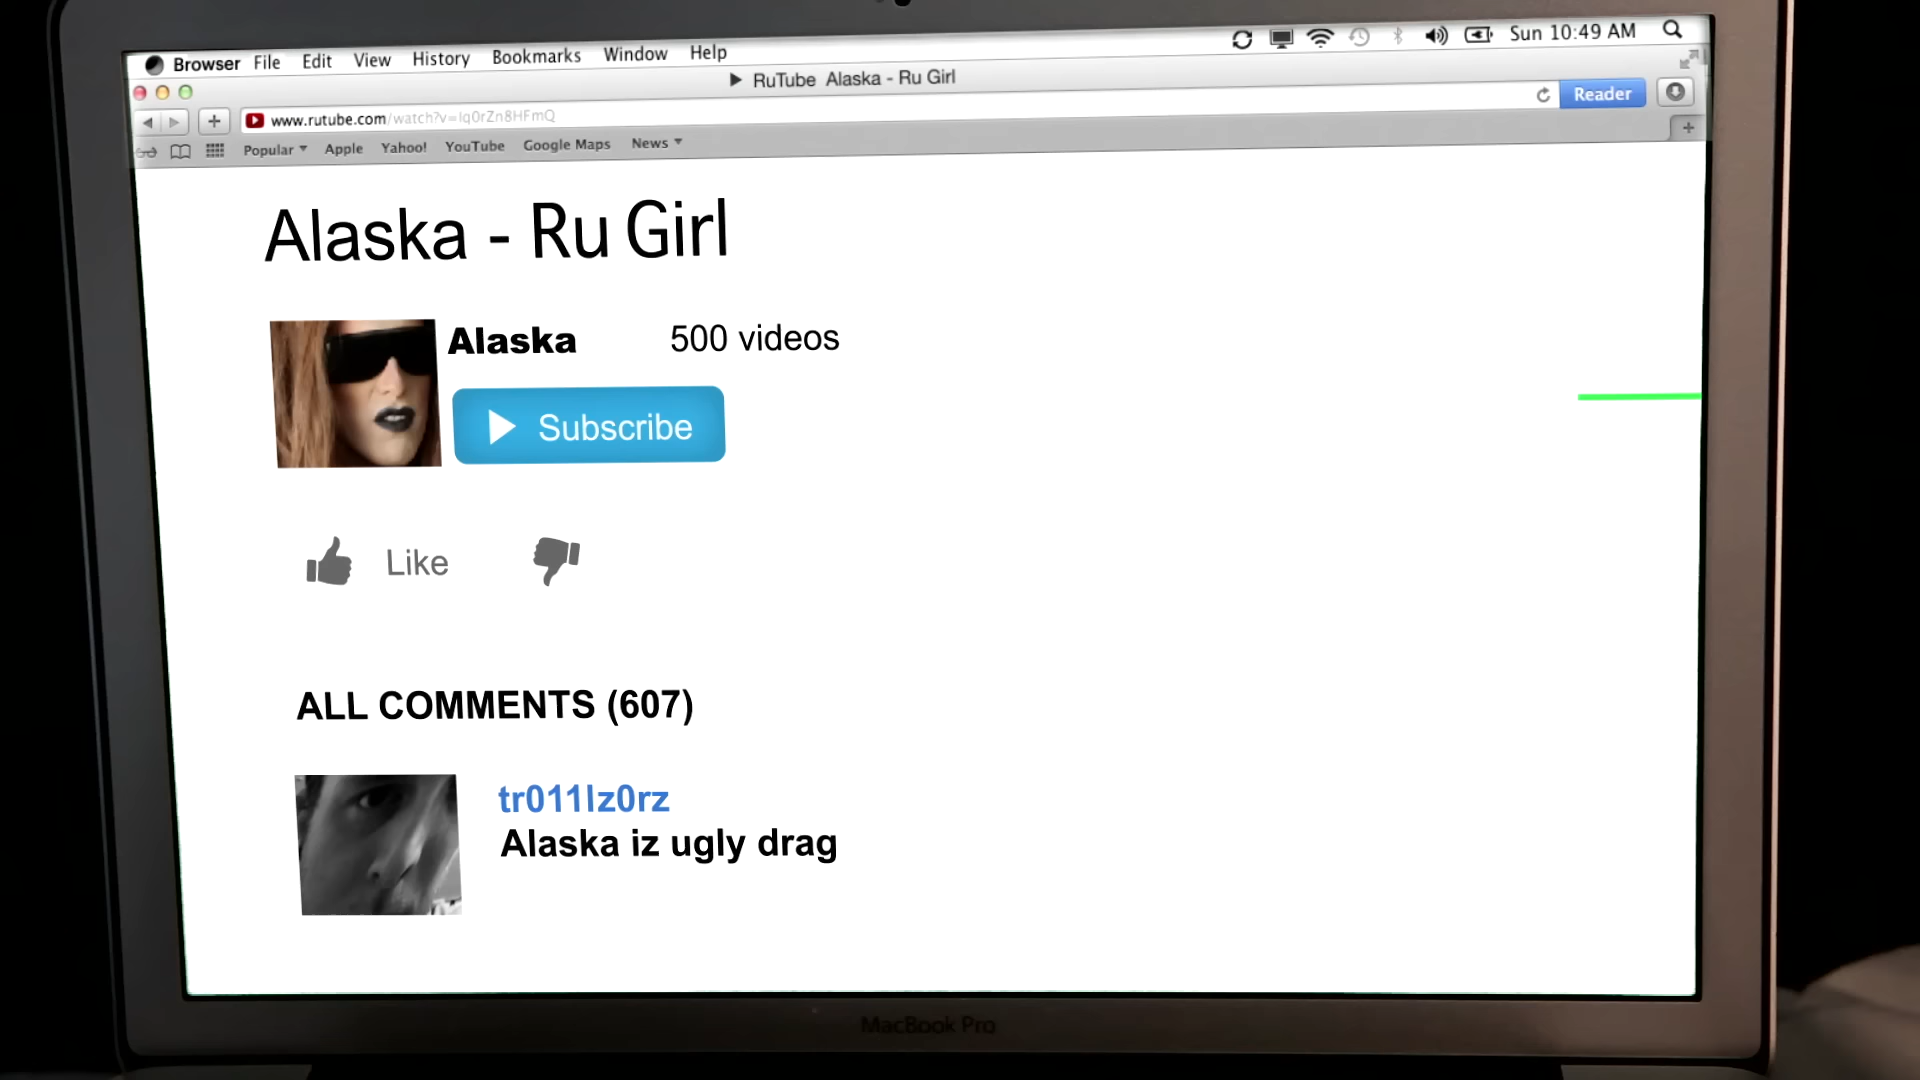 Browser File Edit View History Bookmarks Window Help Sun 10:49 AM
RuTube Alaska - Ru Girl
www.rutube.com/watch?v=Iq0rZn8HFmQ Reader
Popular Apple Yahoo! YouTube Google Maps News
Alaska - Ru Girl
Alaska 500 videos
Subscribe
Like
ALL COMMENTS (607)
tr011lz0rz
Alaska iz ugly drag
MacBook Pro